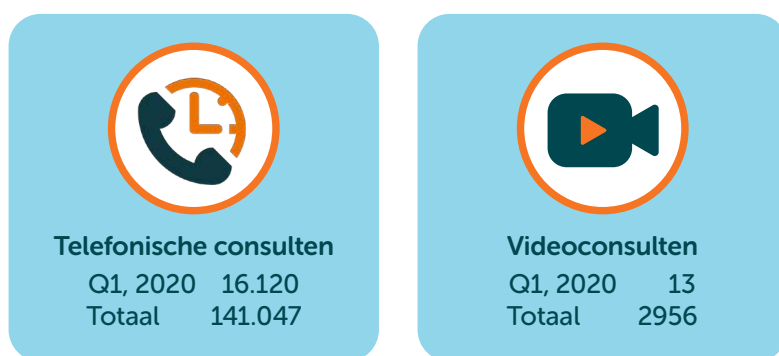 Telefonische consulten
Q1, 2020 16.120
Totaal 141.047
Videoconsulten
Q1, 2020 13
Totaal 2956